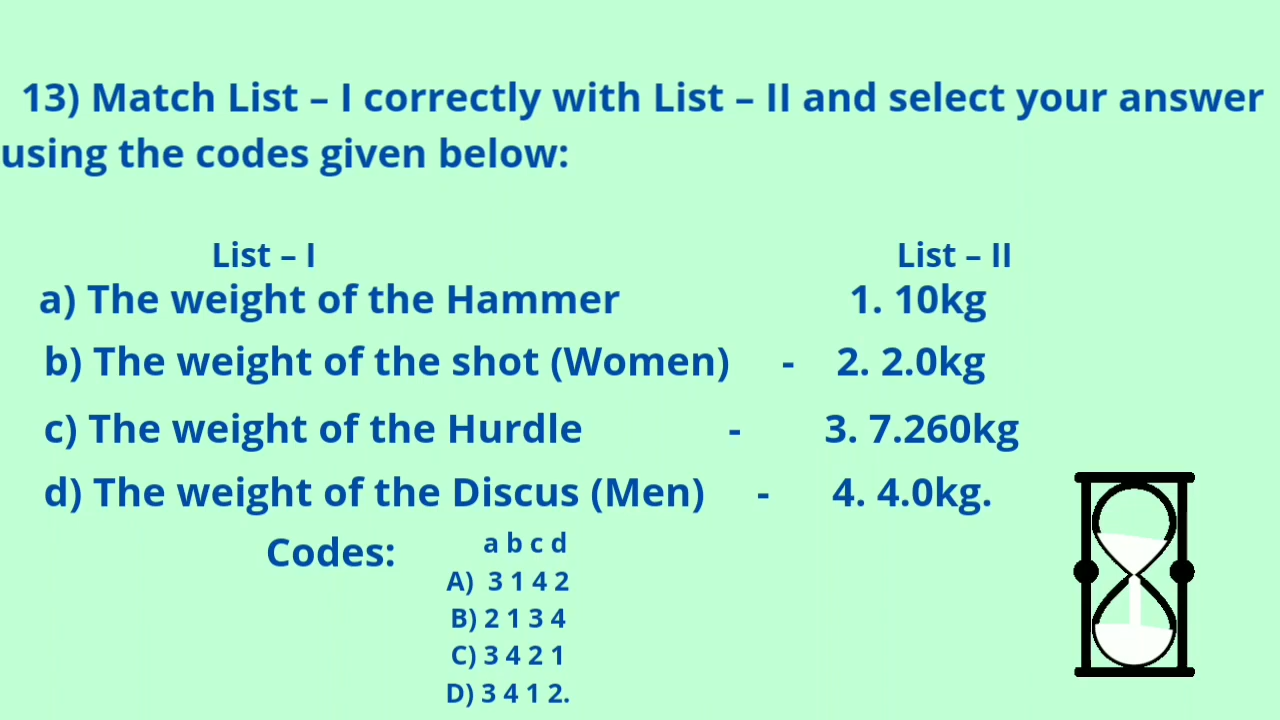 13) Match List – I correctly with List – II and select your answer
using the codes given below:
List – I List – II
a) The weight of the Hammer 1. 10kg
b) The weight of the shot (Women) - 2. 2.0kg
c) The weight of the Hurdle - 3. 7.260kg
d) The weight of the Discus (Men) - 4. 4.0kg.
Codes: a b c d
A) 3 1 4 2
B) 2 1 3 4
C) 3 4 2 1
D) 3 4 1 2.